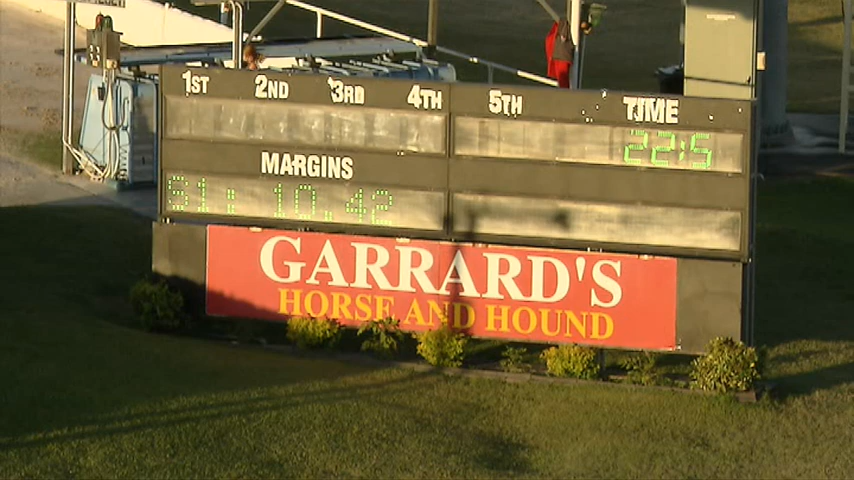 1ST 2ND 3RD 4TH 5TH TIME
22:5
MARGINS
S1: 10.42
GARRARD'S
HORSE AND HOUND